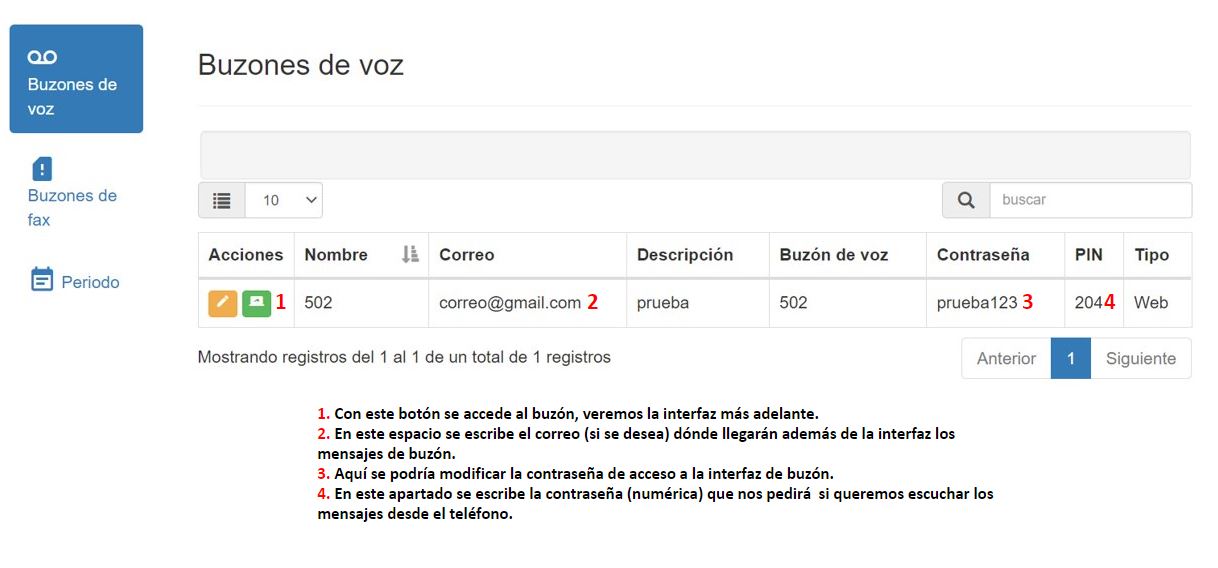 Buzones de
voz
Buzones de
fax
Periodo
Buzones de voz
10
buscar
Acciones Nombre Correo Descripción Buzón de voz Contraseña PIN Tipo
1 502 correo@gmail.com 2 prueba 502 prueba123 3 204 4 Web
Mostrando registros del 1 al 1 de un total de 1 registros
Anterior 1 Siguiente
1. Con este botón se accede al buzón, veremos la interfaz más adelante.
2. En este espacio se escribe el correo (si se desea) dónde llegarán además de la interfaz los
mensajes de buzón.
3. Aquí se podría modificar la contraseña de acceso a la interfaz de buzón.
4. En este apartado se escribe la contraseña (numérica) que nos pedirá si queremos escuchar los
mensajes desde el teléfono.